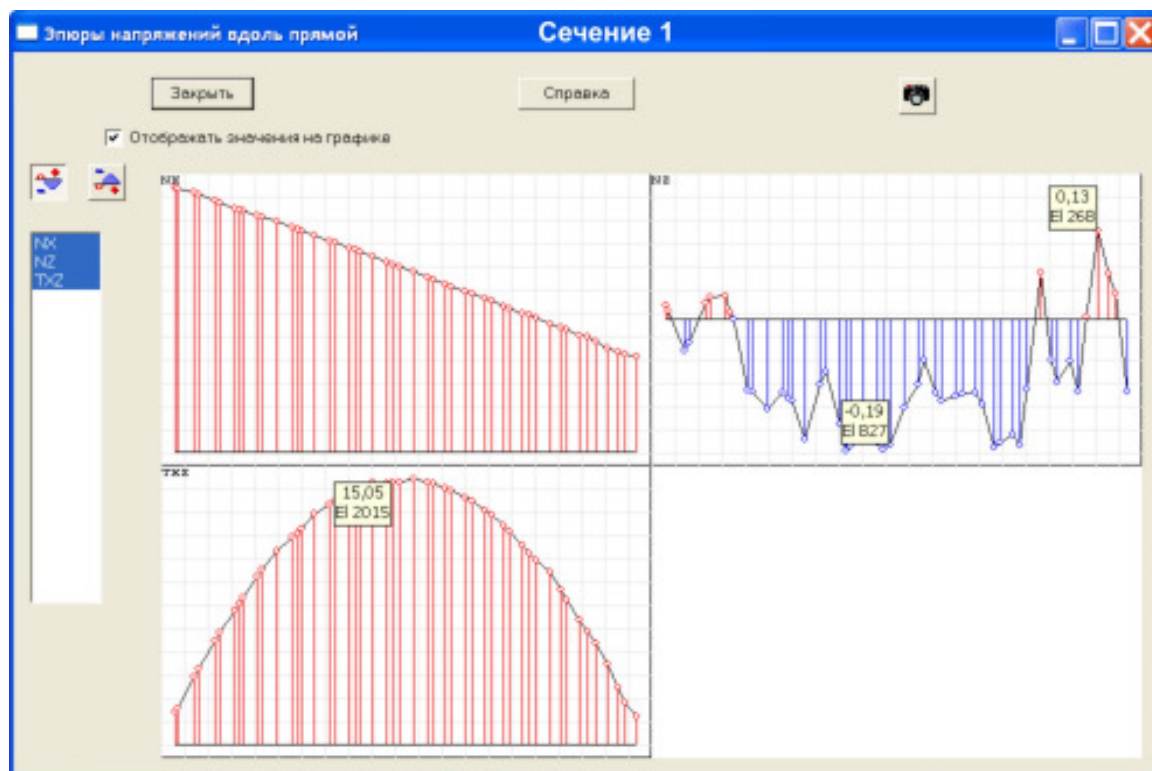 Эпюры напряжений вдоль прямой
Сечение 1
Закрыть
Справка
Отображать значения на графике
NX
NZ
TXZ
NX
NZ
0,13
El 268
-0,19
El 827
TXZ
15,05
El 2015